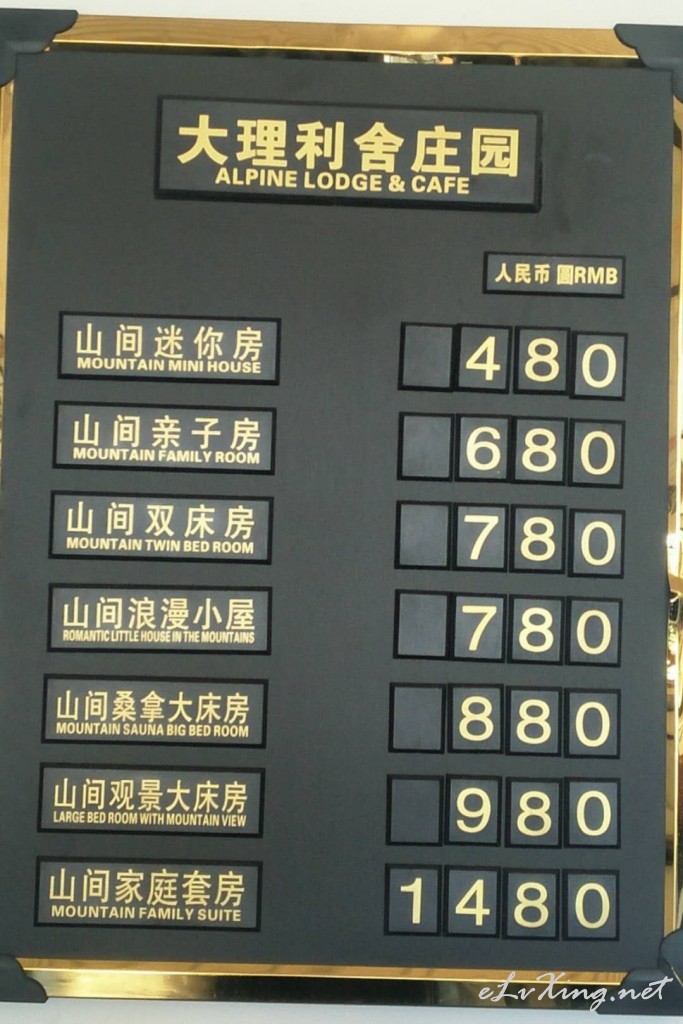 大理利舍庄园
ALPINE LODGE & CAFE
人民币 圓RMB
山间迷你房 480
MOUNTAIN MINI HOUSE
山间亲子房 680
MOUNTAIN FAMILY ROOM
山间双床房 780
MOUNTAIN TWIN BED ROOM
山间浪漫小屋 780
ROMANTIC LITTLE HOUSE IN THE MOUNTAINS
山间桑拿大床房 880
MOUNTAIN SAUNA BIG BED ROOM
山间观景大床房 980
LARGE BED ROOM WITH MOUNTAIN VIEW
山间家庭套房 1480
MOUNTAIN FAMILY SUITE
eLvXing.net